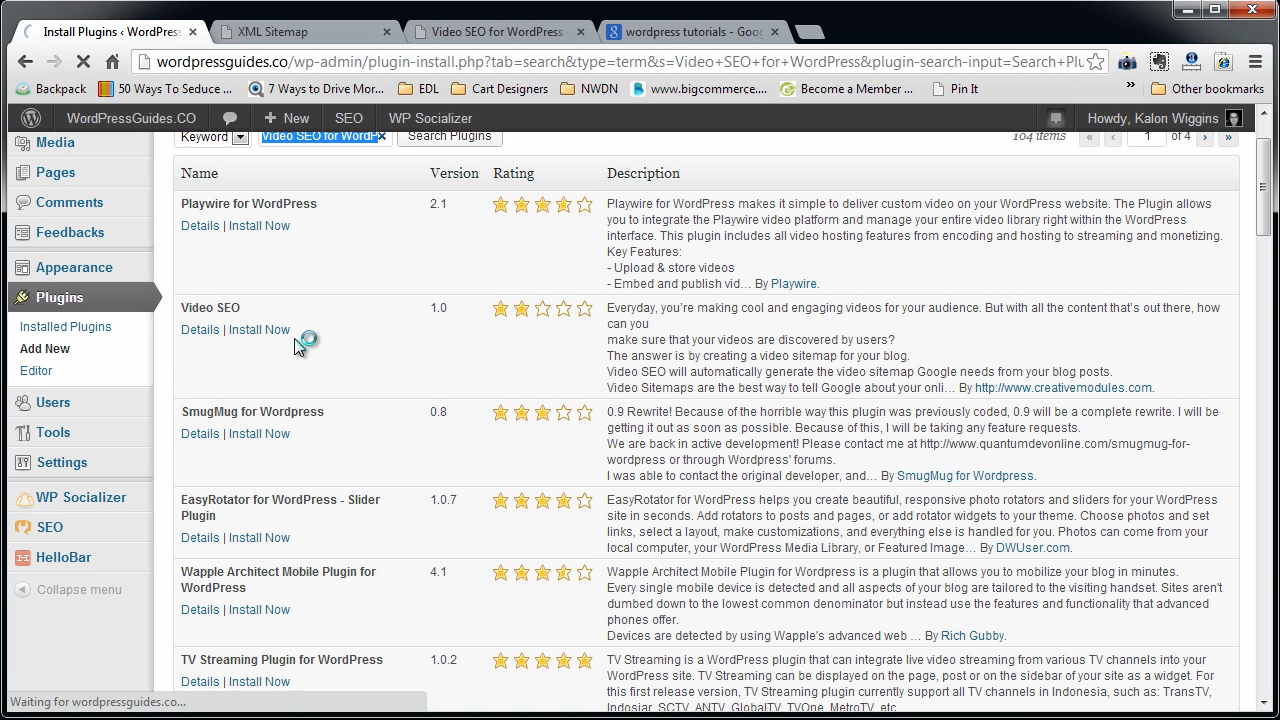 Install Plugins ‹ WordPress
XML Sitemap
Video SEO for WordPress
wordpress tutorials - Goog
wordpressguides.co/wp-admin/plugin-install.php?tab=search&type=term&s=Video+SEO+for+WordPress&plugin-search-input=Search+Plu
Backpack
50 Ways To Seduce ...
7 Ways to Drive Mor...
EDL
Cart Designers
NWDN
www.bigcommerce....
Become a Member ...
Pin It
»
Other bookmarks
WordPressGuides.CO
+ New
SEO
WP Socializer
Howdy, Kalon Wiggins
Media
Pages
Comments
Feedbacks
Appearance
Plugins
Installed Plugins
Add New
Editor
Users
Tools
Settings
WP Socializer
SEO
HelloBar
Collapse menu
Keyword
Video SEO for WordP
Search Plugins
104 items
«
‹
1
of 4
›
»
Name
Version
Rating
Description
Playwire for WordPress
Details | Install Now
2.1
Playwire for WordPress makes it simple to deliver custom video on your WordPress website. The Plugin allows
you to integrate the Playwire video platform and manage your entire video library right within the WordPress
interface. This plugin includes all video hosting features from encoding and hosting to streaming and monetizing.
Key Features:
- Upload & store videos
- Embed and publish vid… By Playwire.
Video SEO
Details | Install Now
1.0
Everyday, you’re making cool and engaging videos for your audience. But with all the content that’s out there, how
can you
make sure that your videos are discovered by users?
The answer is by creating a video sitemap for your blog.
Video SEO will automatically generate the video sitemap Google needs from your blog posts.
Video Sitemaps are the best way to tell Google about your onli… By http://www.creativemodules.com.
SmugMug for Wordpress
Details | Install Now
0.8
0.9 Rewrite! Because of the horrible way this plugin was previously coded, 0.9 will be a complete rewrite. I will be
getting it out as soon as possible. Because of this, I will be taking any feature requests.
We are back in active development! Please contact me at http://www.quantumdevonline.com/smugmug-for-
wordpress or through Wordpress' forums.
I was able to contact the original developer, and… By SmugMug for Wordpress.
EasyRotator for WordPress - Slider
Plugin
Details | Install Now
1.0.7
EasyRotator for WordPress helps you create beautiful, responsive photo rotators and sliders for your WordPress
site in seconds. Add rotators to posts and pages, or add rotator widgets to your theme. Choose photos and set
links, select a layout, make customizations, and everything else is handled for you. Photos can come from your
local computer, your WordPress Media Library, or Featured Image… By DWUser.com.
Wapple Architect Mobile Plugin for
WordPress
Details | Install Now
4.1
Wapple Architect Mobile Plugin for Wordpress is a plugin that allows you to mobilize your blog in minutes.
Every single mobile device is detected and all aspects of your blog are tailored to the visiting handset. Sites aren't
dumbed down to the lowest common denominator but instead use the features and functionality that advanced
phones offer.
Devices are detected by using Wapple's advanced web … By Rich Gubby.
TV Streaming Plugin for WordPress
Details | Install Now
1.0.2
TV Streaming is a WordPress plugin that can integrate live video streaming from various TV channels into your
WordPress site. TV Streaming can be displayed on the page, post or on the sidebar of your site as a widget. For
this first release version, TV Streaming plugin currently support all TV channels in Indonesia, such as: TransTV,
Indosiar, SCTV, ANTV, GlobalTV, TVOne, MetroTV, etc
Waiting for wordpressguides.co...